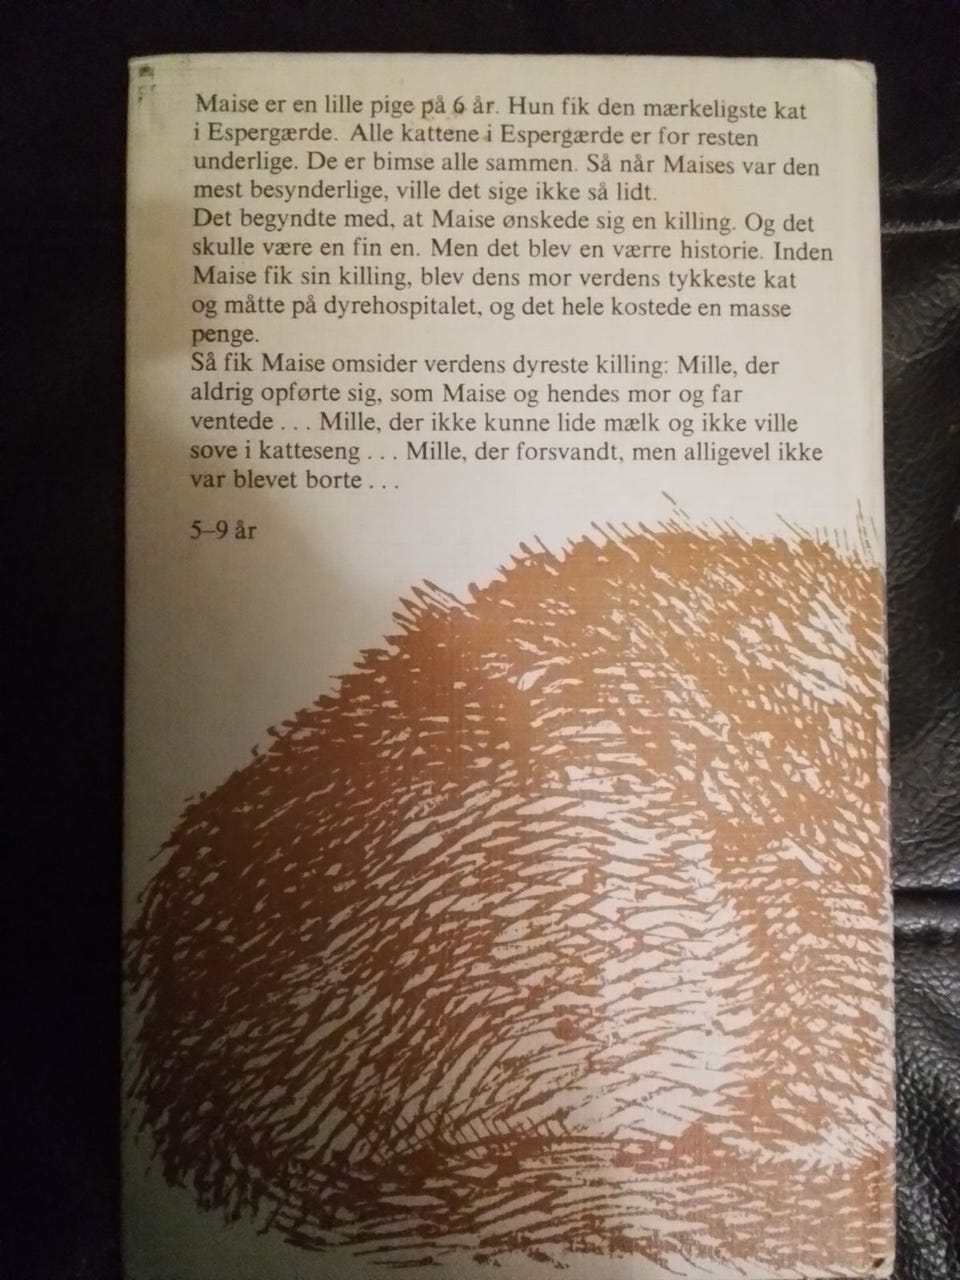 Maise er en lille pige på 6 år. Hun fik den mærkeligste kat
i Espergærde. Alle kattene i Espergærde er for resten
underlige. De er bimse alle sammen. Så når Maises var den
mest besynderlige, ville det sige ikke så lidt.
Det begyndte med, at Maise ønskede sig en killing. Og det
skulle være en fin en. Men det blev en værre historie. Inden
Maise fik sin killing, blev dens mor verdens tykkeste kat
og måtte på dyrehospitalet, og det hele kostede en masse
penge.
Så fik Maise omsider verdens dyreste killing: Mille, der
aldrig opførte sig, som Maise og hendes mor og far
ventede . . . Mille, der ikke kunne lide mælk og ikke ville
sove i katteseng . . . Mille, der forsvandt, men alligevel ikke
var blevet borte . . .
5–9 år